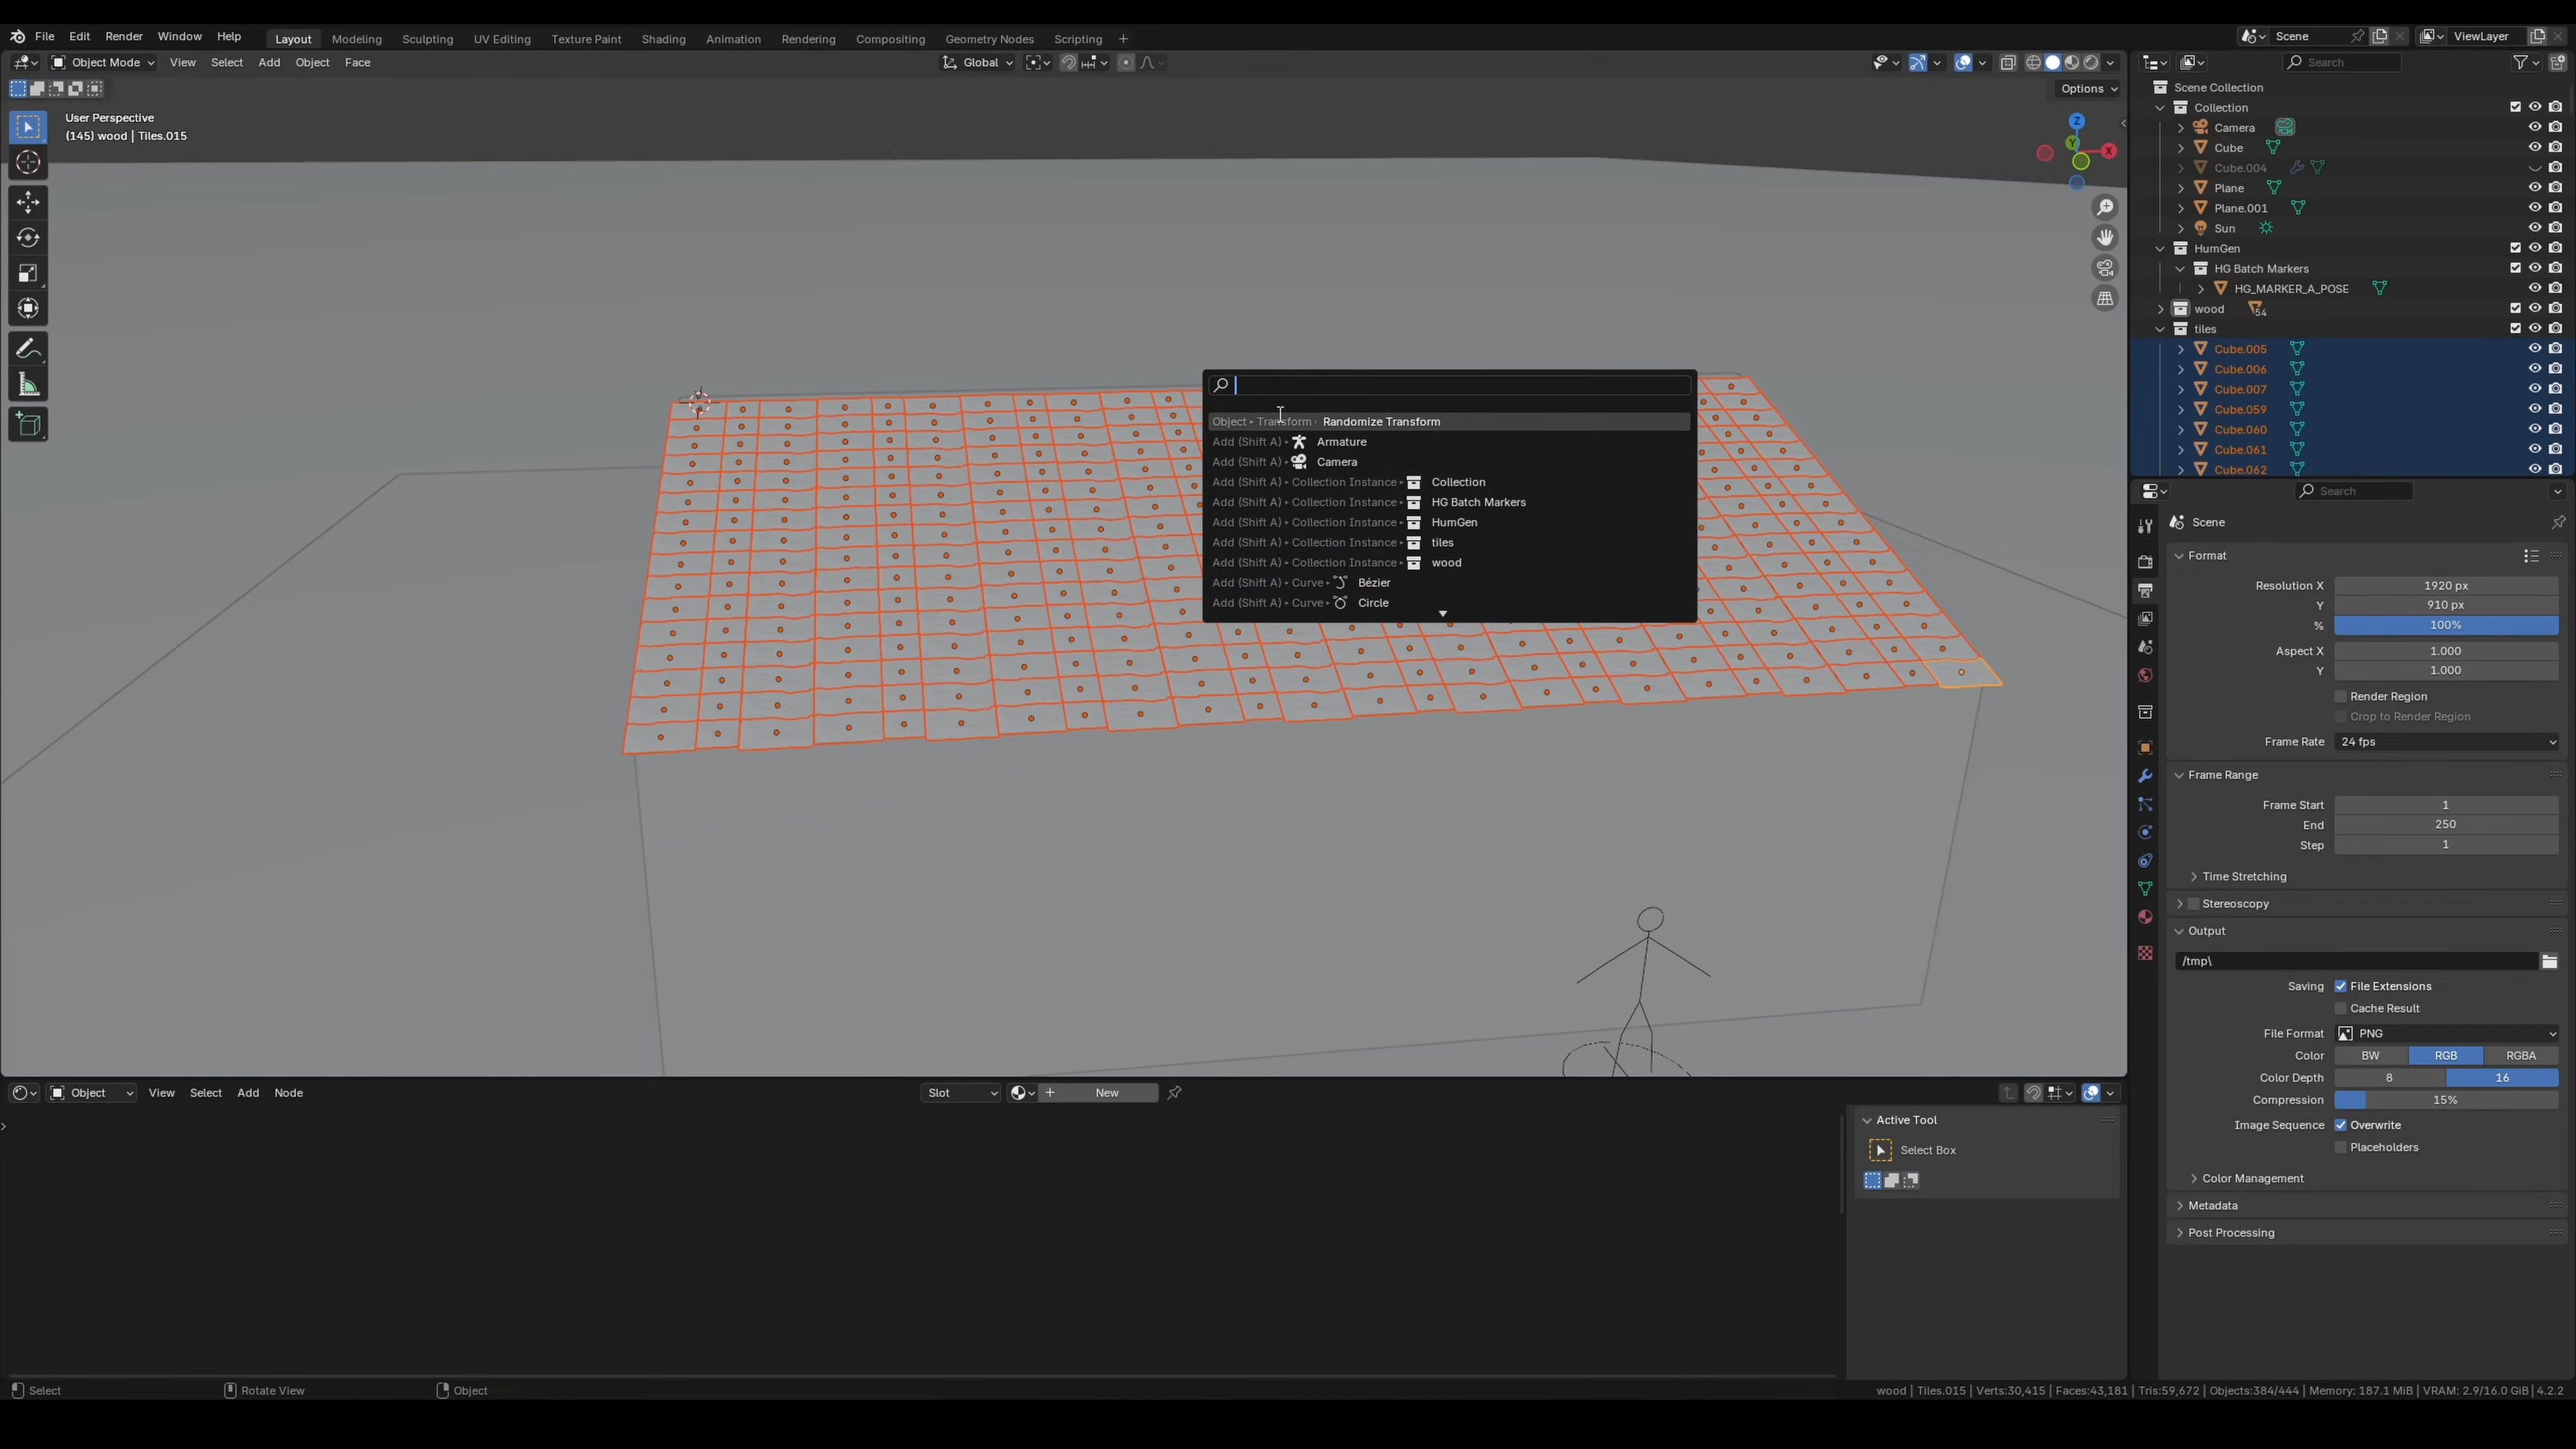 File Edit Render Window Help Layout Modeling Sculpting UV Editing Texture Paint Shading Animation Rendering Compositing Geometry Nodes Scripting + Scene ViewLayer
Object Mode View Select Add Object Face Global Search
Options
User Perspective
(145) wood | Tiles.015
Z
Y
X
Scene Collection
Collection
Camera
Cube
Cube.004
Plane
Plane.001
Sun
HumGen
HG Batch Markers
HG_MARKER_A_POSE
wood 54
tiles
Cube.005
Cube.006
Cube.007
Cube.059
Cube.060
Cube.061
Cube.062
Object ▸ Transform ▸ Randomize Transform
Add (Shift A) ▸ Armature
Add (Shift A) ▸ Camera
Add (Shift A) ▸ Collection Instance ▸ Collection
Add (Shift A) ▸ Collection Instance ▸ HG Batch Markers
Add (Shift A) ▸ Collection Instance ▸ HumGen
Add (Shift A) ▸ Collection Instance ▸ tiles
Add (Shift A) ▸ Collection Instance ▸ wood
Add (Shift A) ▸ Curve ▸ Bézier
Add (Shift A) ▸ Curve ▸ Circle
Search
Scene
Format
Resolution X 1920 px
Y 910 px
% 100%
Aspect X 1.000
Y 1.000
Render Region
Crop to Render Region
Frame Rate 24 fps
Frame Range
Frame Start 1
End 250
Step 1
Time Stretching
Stereoscopy
Output
/tmp\
Saving File Extensions
Cache Result
File Format PNG
Color BW RGB RGBA
Color Depth 8 16
Compression 15%
Image Sequence Overwrite
Placeholders
Color Management
Metadata
Post Processing
Object View Select Add Node Slot New
Active Tool
Select Box
Select Rotate View Object wood | Tiles.015 | Verts:30,415 | Faces:43,181 | Tris:59,672 | Objects:384/444 | Memory: 187.1 MiB | VRAM: 2.9/16.0 GiB | 4.2.2